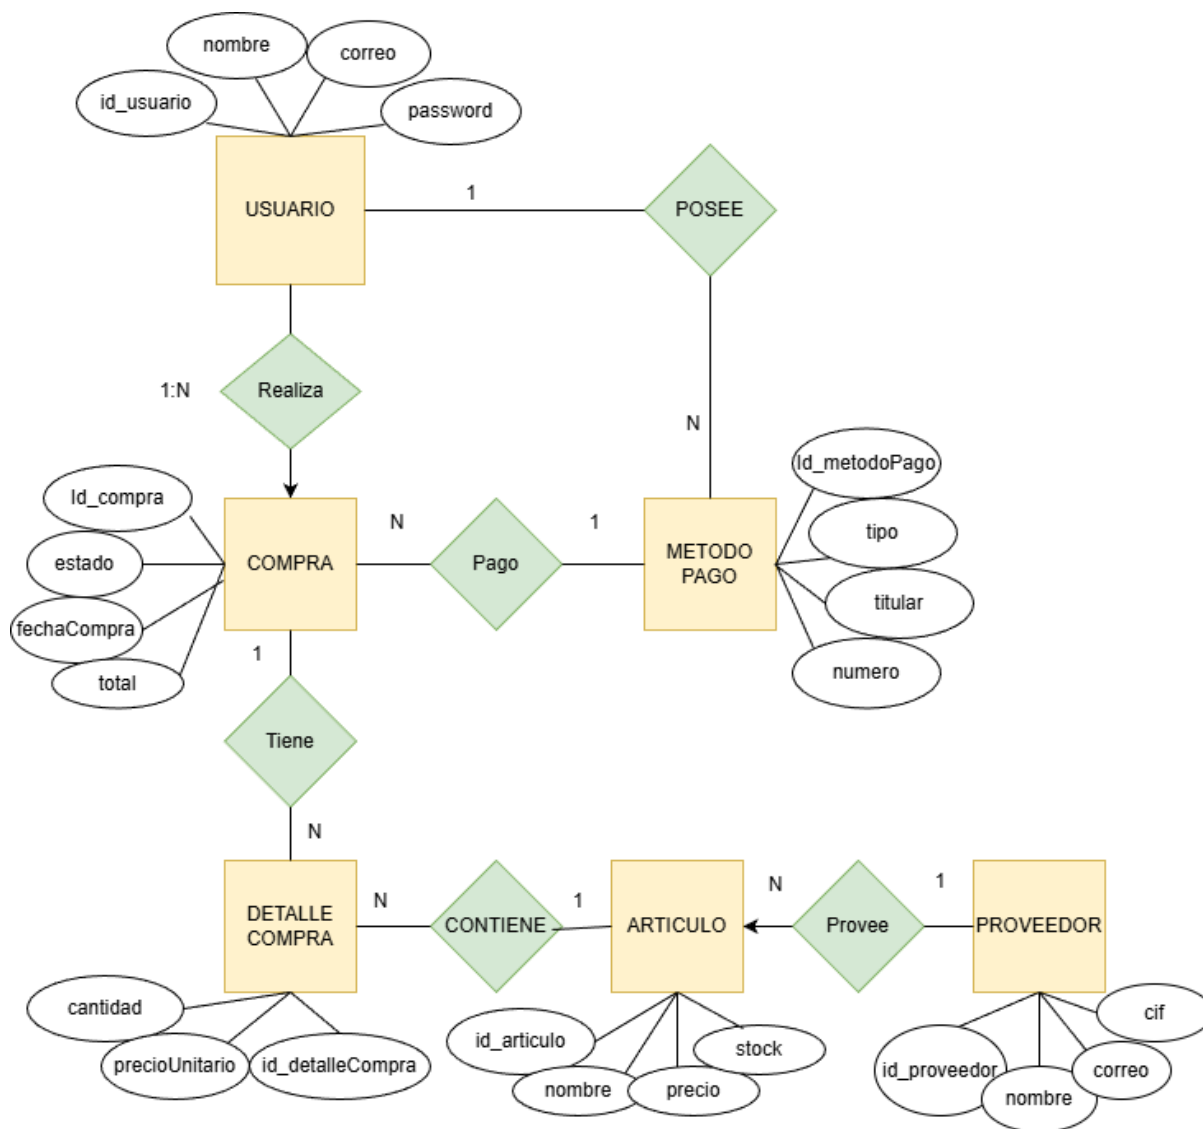 nombre
correo
id_usuario
password
USUARIO
1
POSEE
1:N
Realiza
N
Id_metodoPago
Id_compra
estado
fechaCompra
total
COMPRA
N
Pago
1
METODO
PAGO
tipo
titular
numero
1
Tiene
N
DETALLE
COMPRA
N
CONTIENE
1
ARTICULO
N
Provee
1
PROVEEDOR
cantidad
precioUnitario
id_detalleCompra
id_articulo
nombre
precio
stock
id_proveedor
nombre
correo
cif